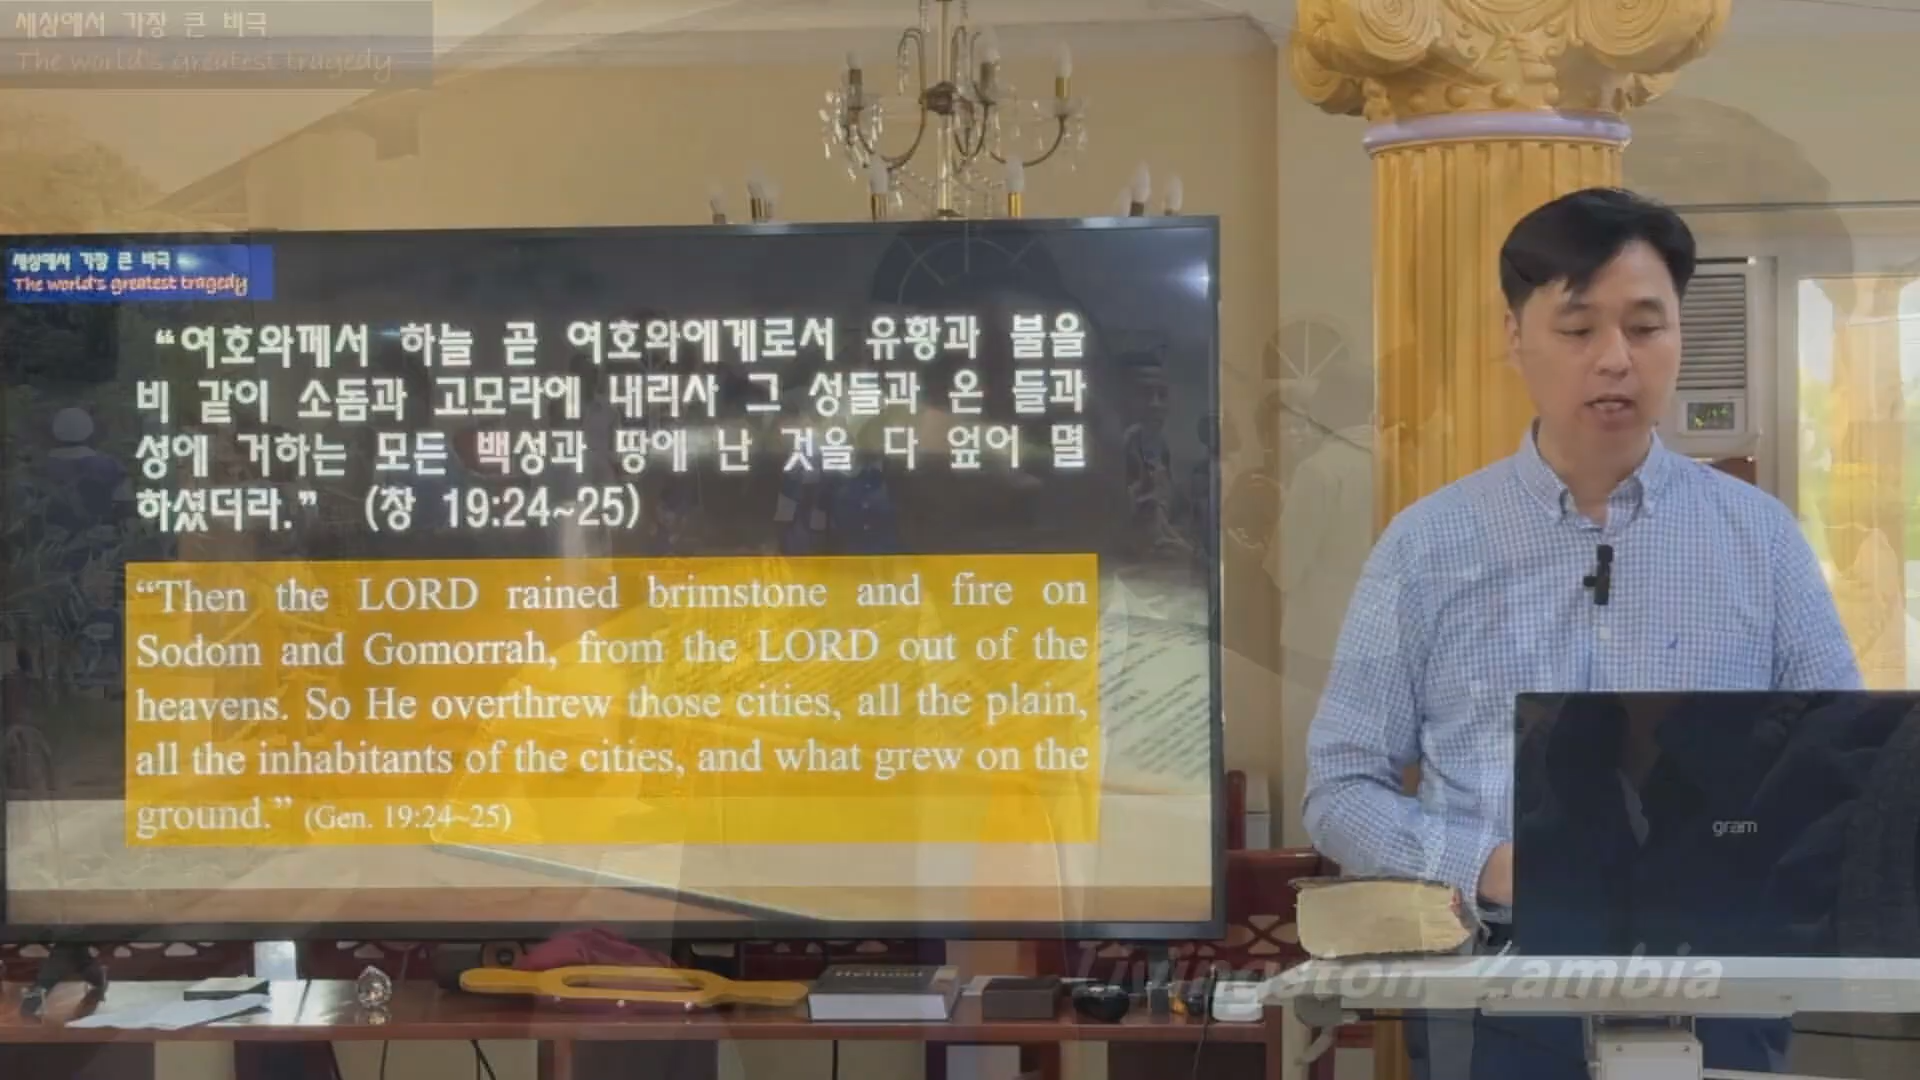 세상에서 가장 큰 비극
The world's greatest tragedy
세상에서 가장 큰 비극
The world's greatest tragedy
“여호와께서 하늘 곧 여호와에게로서 유황과 불을
비 같이 소돔과 고모라에 내리사 그 성들과 온 들과
성에 거하는 모든 백성과 땅에 난 것을 다 엎어 멸
하셨더라.” (창 19:24~25)
“Then the LORD rained brimstone and fire on
Sodom and Gomorrah, from the LORD out of the
heavens. So He overthrew those cities, all the plain,
all the inhabitants of the cities, and what grew on the
ground.” (Gen. 19:24~25)
gram
Livingston Zambia